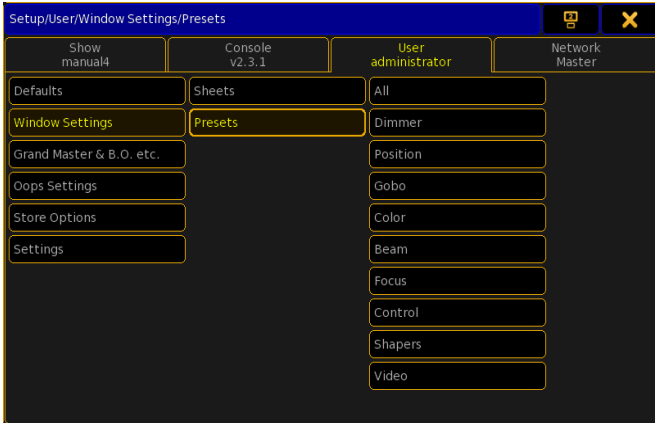 Setup/User/Window Settings/Presets
2
Show
manual4
Console
v2.3.1
User
administrator
Network
Master
Defaults
Sheets
All
Window Settings
Presets
Dimmer
Grand Master & B.O. etc.
Position
Oops Settings
Gobo
Store Options
Color
Settings
Beam
Focus
Control
Shapers
Video